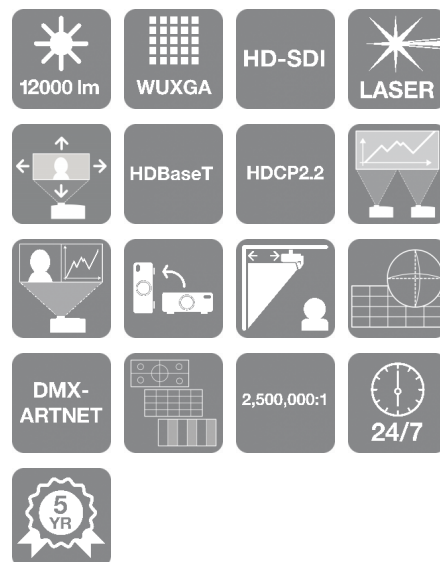 12000 lm
WUXGA
HD-SDI
LASER
HDBaseT
HDCP2.2
DMX-
ARTNET
2,500,000:1
24/7
5
YR